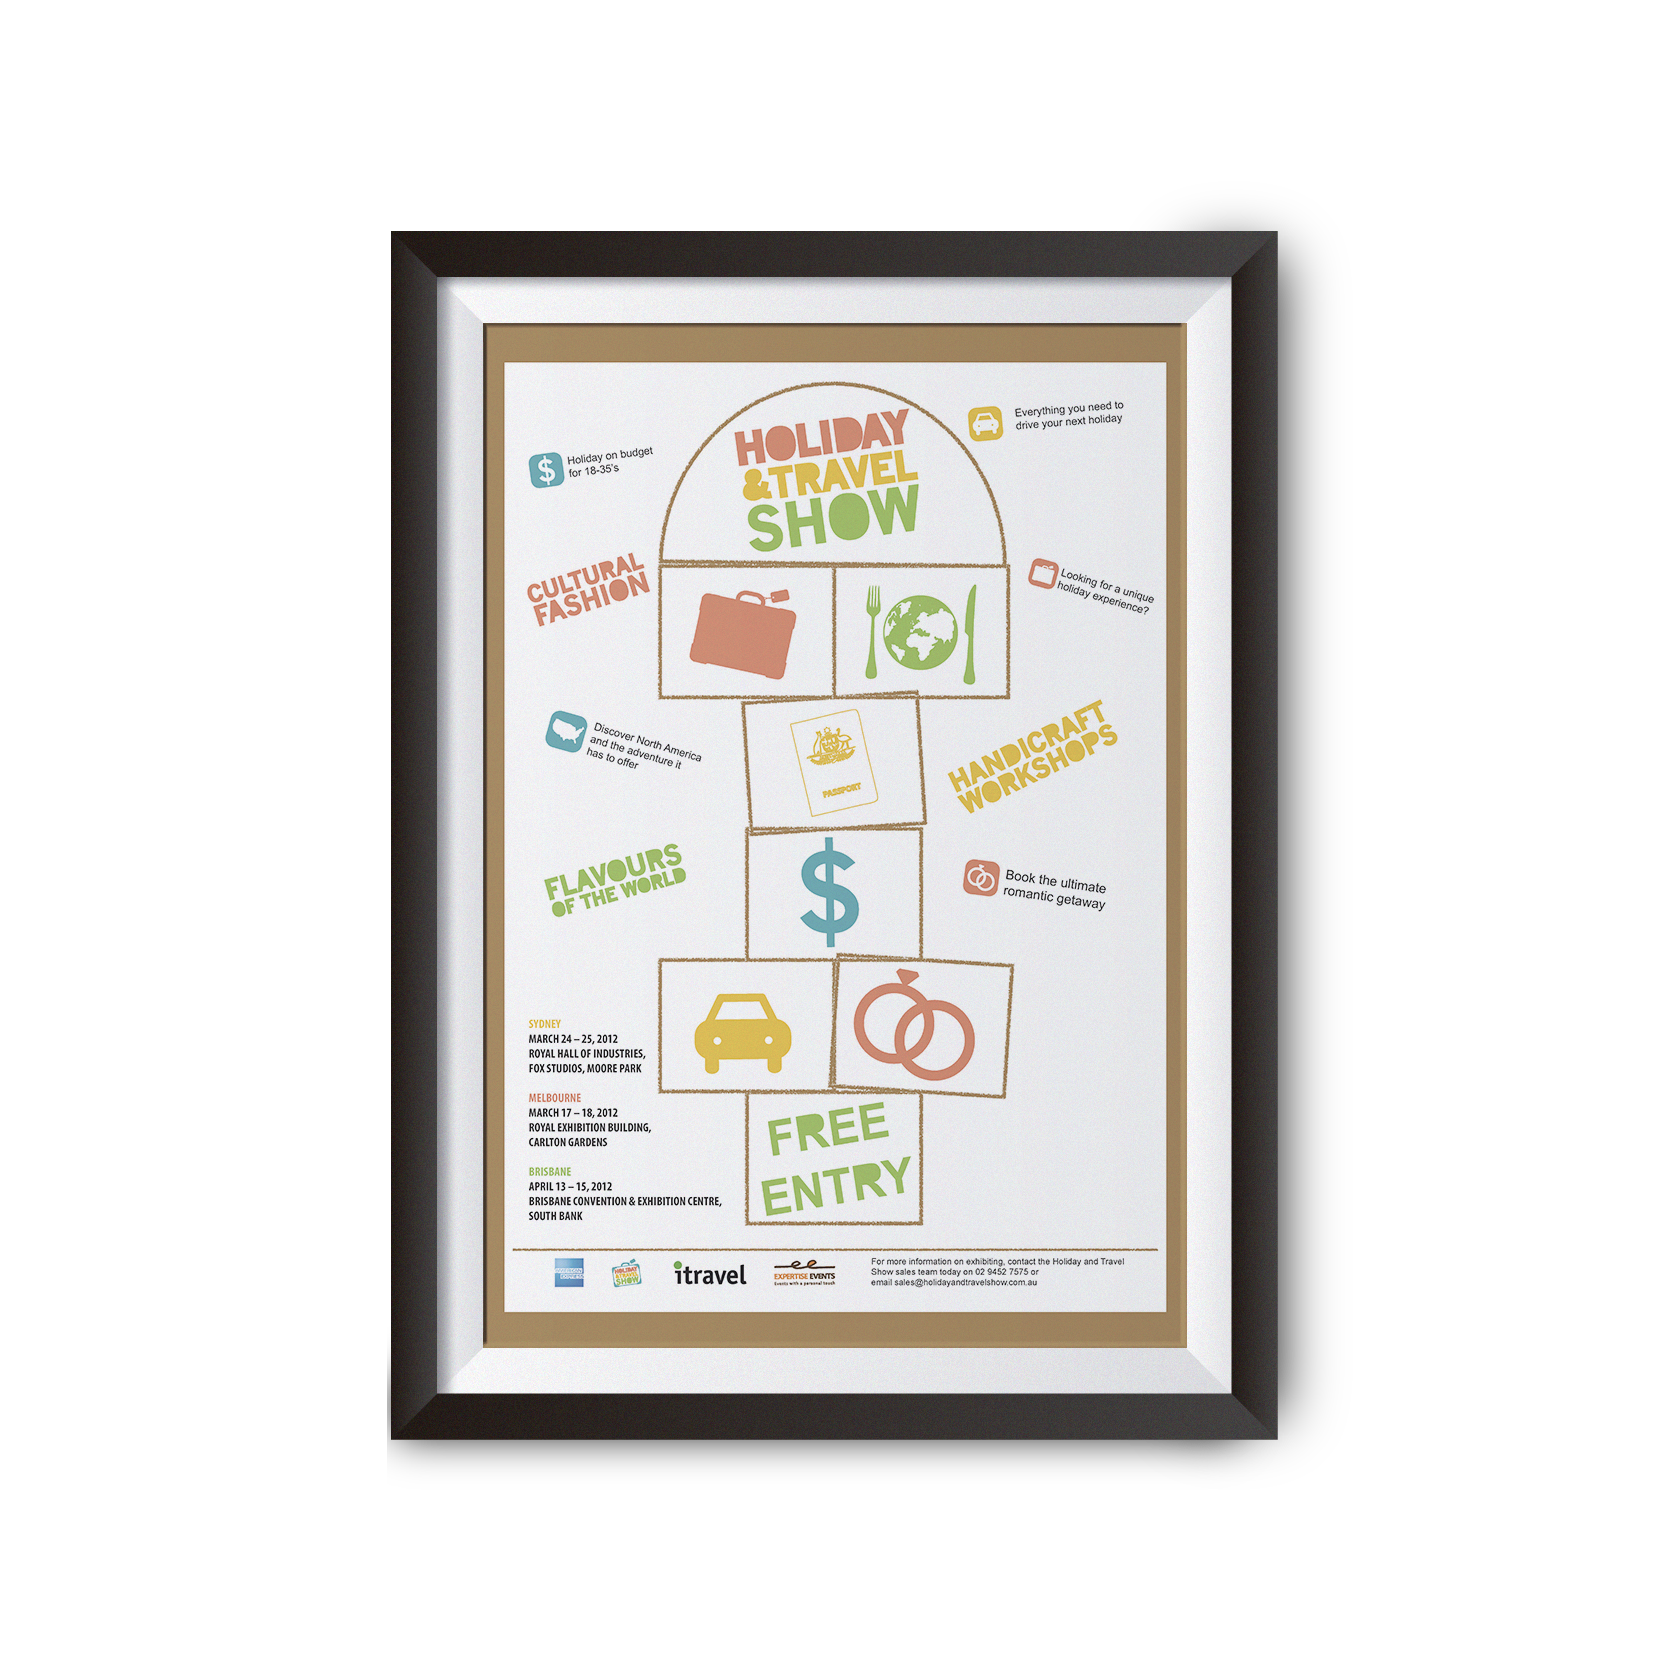 HOLIDAY
&TRAVEL
SHOW
Everything you need to
drive your next holiday
Holiday on budget
for 18-35's
CULTURAL
FASHION
Looking for a unique
holiday experience?
Discover North America
and the adventure it
has to offer
PASSPORT
HANDICRAFT
WORKSHOPS
FLAVOURS
OF THE WORLD
$
Book the ultimate
romantic getaway
SYDNEY
MARCH 24 – 25, 2012
ROYAL HALL OF INDUSTRIES,
FOX STUDIOS, MOORE PARK
MELBOURNE
MARCH 17 – 18, 2012
ROYAL EXHIBITION BUILDING,
CARLTON GARDENS
BRISBANE
APRIL 13 – 15, 2012
BRISBANE CONVENTION & EXHIBITION CENTRE,
SOUTH BANK
FREE
ENTRY
AMERICAN
EXPRESS
HOLIDAY
&TRAVEL
SHOW
itravel
EXPERTISE EVENTS
Events with a personal touch
For more information on exhibiting, contact the Holiday and Travel
Show sales team today on 02 9452 7575 or
email sales@holidayandtravelshow.com.au